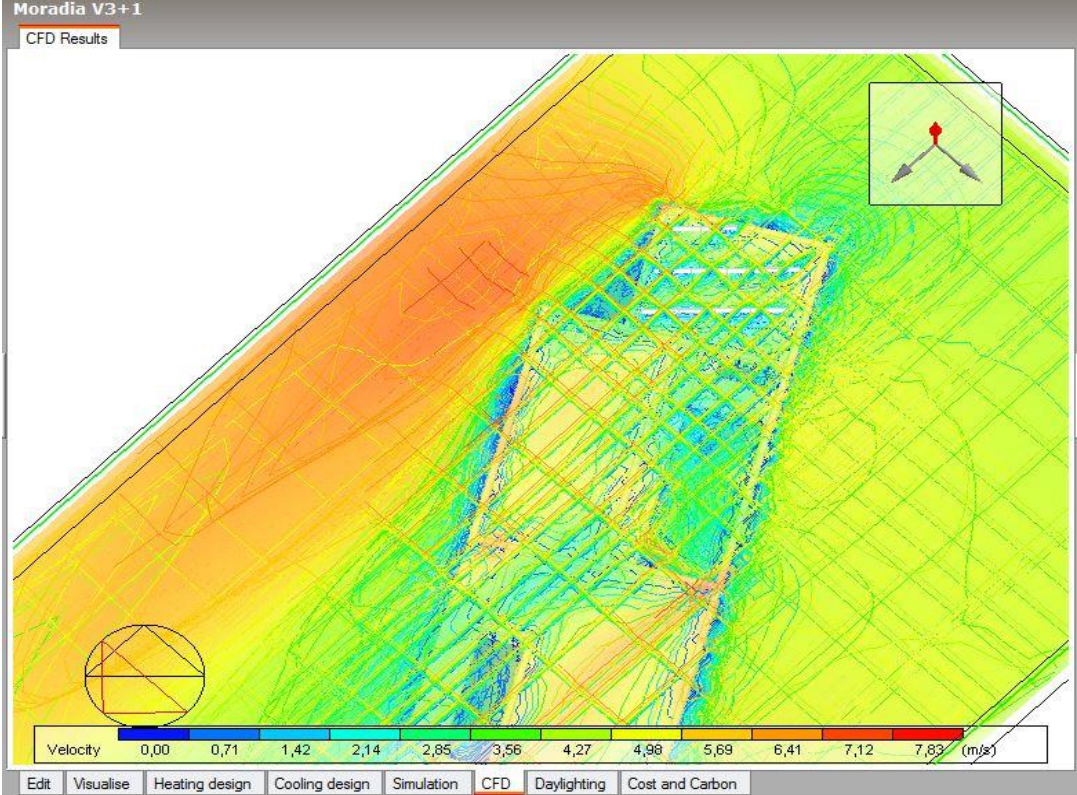 Moradia V3+1
CFD Results
Velocity 0,00 0,71 1,42 2,14 2,85 3,56 4,27 4,98 5,69 6,41 7,12 7,83 (m/s)
Edit Visualise Heating design Cooling design Simulation CFD Daylighting Cost and Carbon